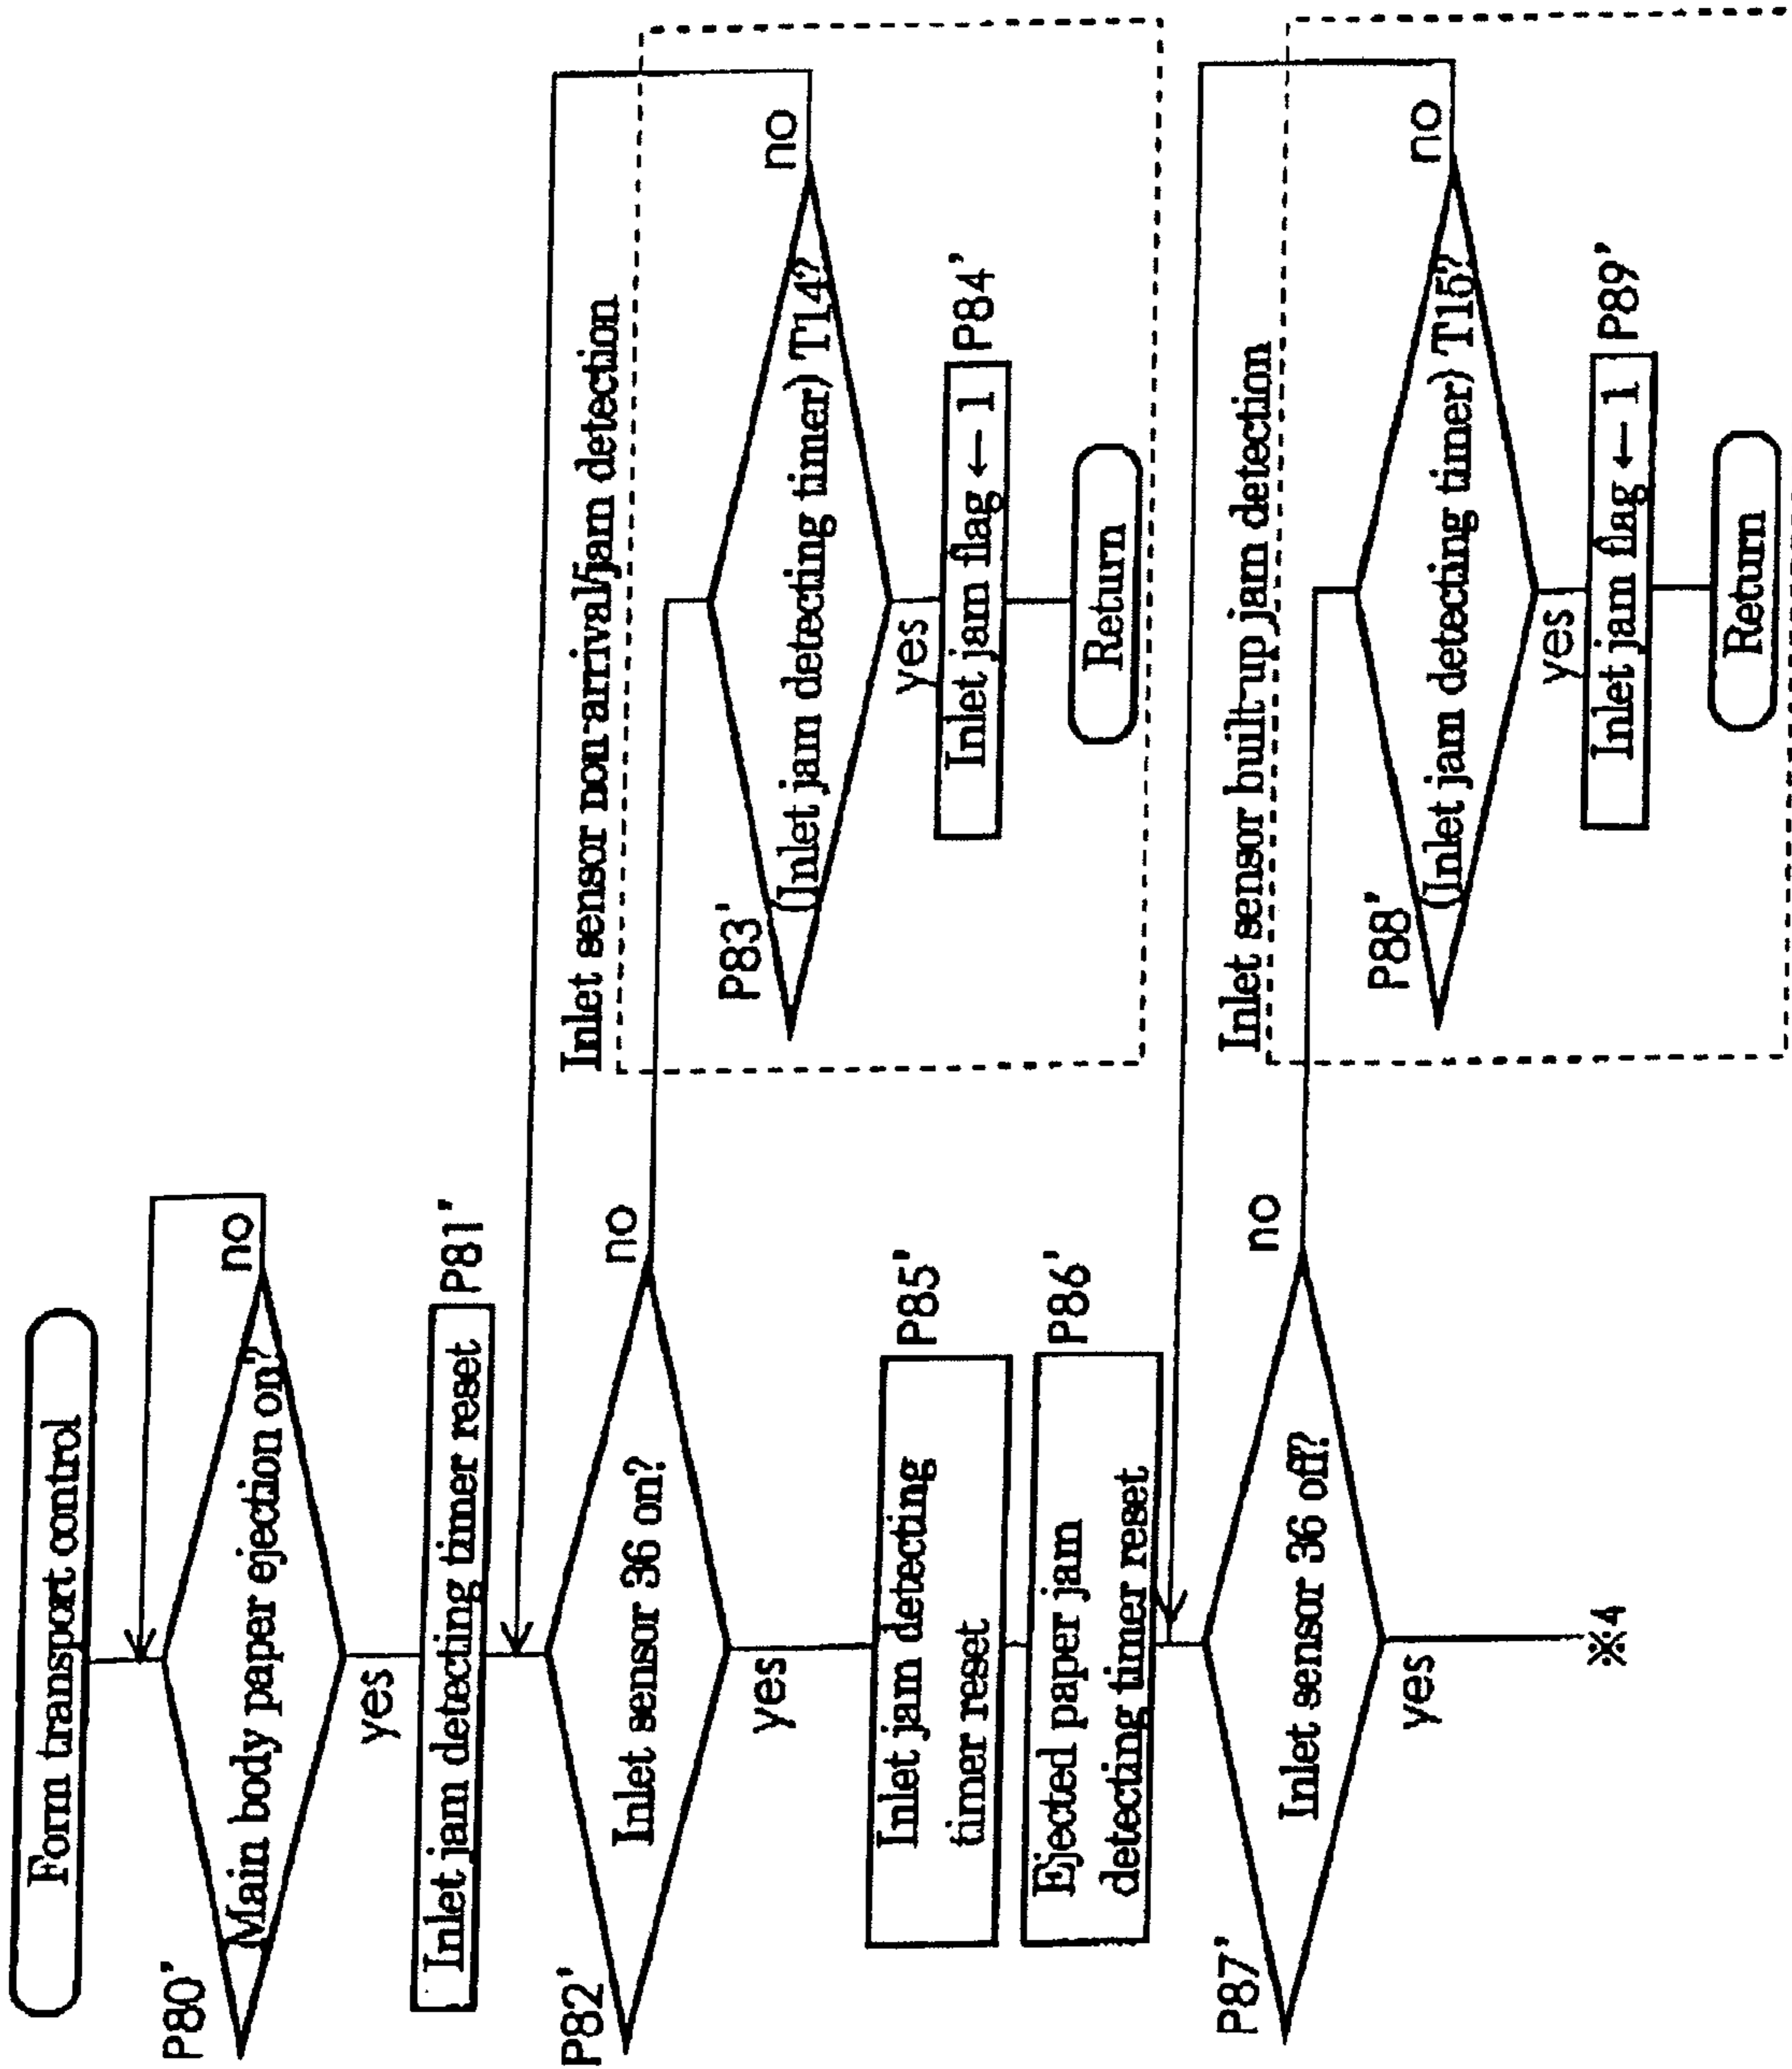 Form transport control
P80'
Main body paper ejection on?
no
yes
Inlet jam detecting timer reset
P81'
P82'
Inlet sensor 36 on?
no
yes
Inlet sensor non-arrival/jam detection
P83'
(Inlet jam detecting timer) T14?
no
yes
Inlet jam flag ← 1
P84'
Return
Inlet jam detecting
timer reset
P85'
Ejected paper jam
detecting timer reset
P86'
P87'
Inlet sensor 36 off?
no
yes
※4
Inlet sensor built-up jam detection
P88'
(Inlet jam detecting timer) T15?
no
yes
Inlet jam flag ← 1
P89'
Return